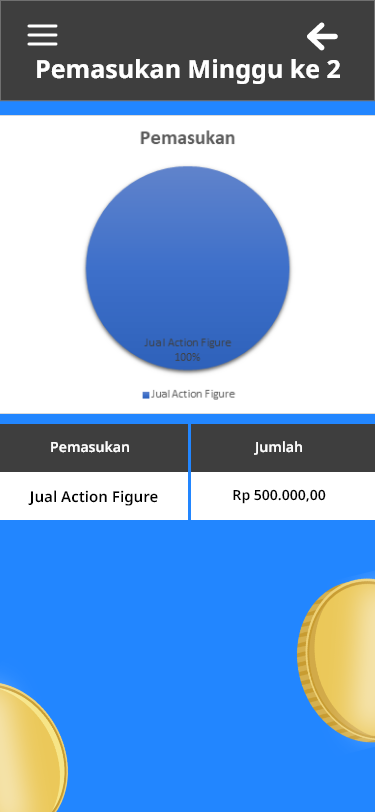 Pemasukan Minggu ke 2
Pemasukan
Jual Action Figure
100%
Jual Action Figure
Pemasukan Jumlah
Jual Action Figure Rp 500.000,00